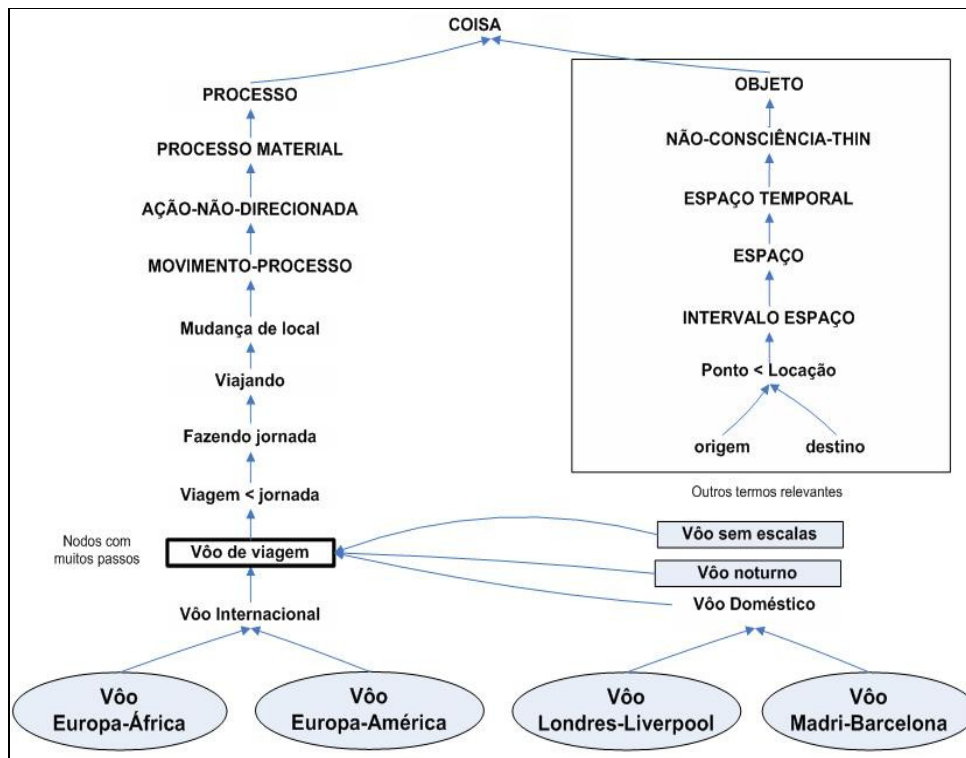 COISA
PROCESSO
PROCESSO MATERIAL
AÇÃO-NÃO-DIRECIONADA
MOVIMENTO-PROCESSO
Mudança de local
Viajando
Fazendo jornada
Viagem < jornada
Nodos com
muitos passos
Vôo de viagem
Vôo Internacional
OBJETO
NÃO-CONSCIÊNCIA-THIN
ESPAÇO TEMPORAL
ESPAÇO
INTERVALO ESPAÇO
Ponto < Locação
origem
destino
Outros termos relevantes
Vôo sem escalas
Vôo noturno
Vôo Doméstico
Vôo
Europa-África
Vôo
Europa-América
Vôo
Londres-Liverpool
Vôo
Madri-Barcelona